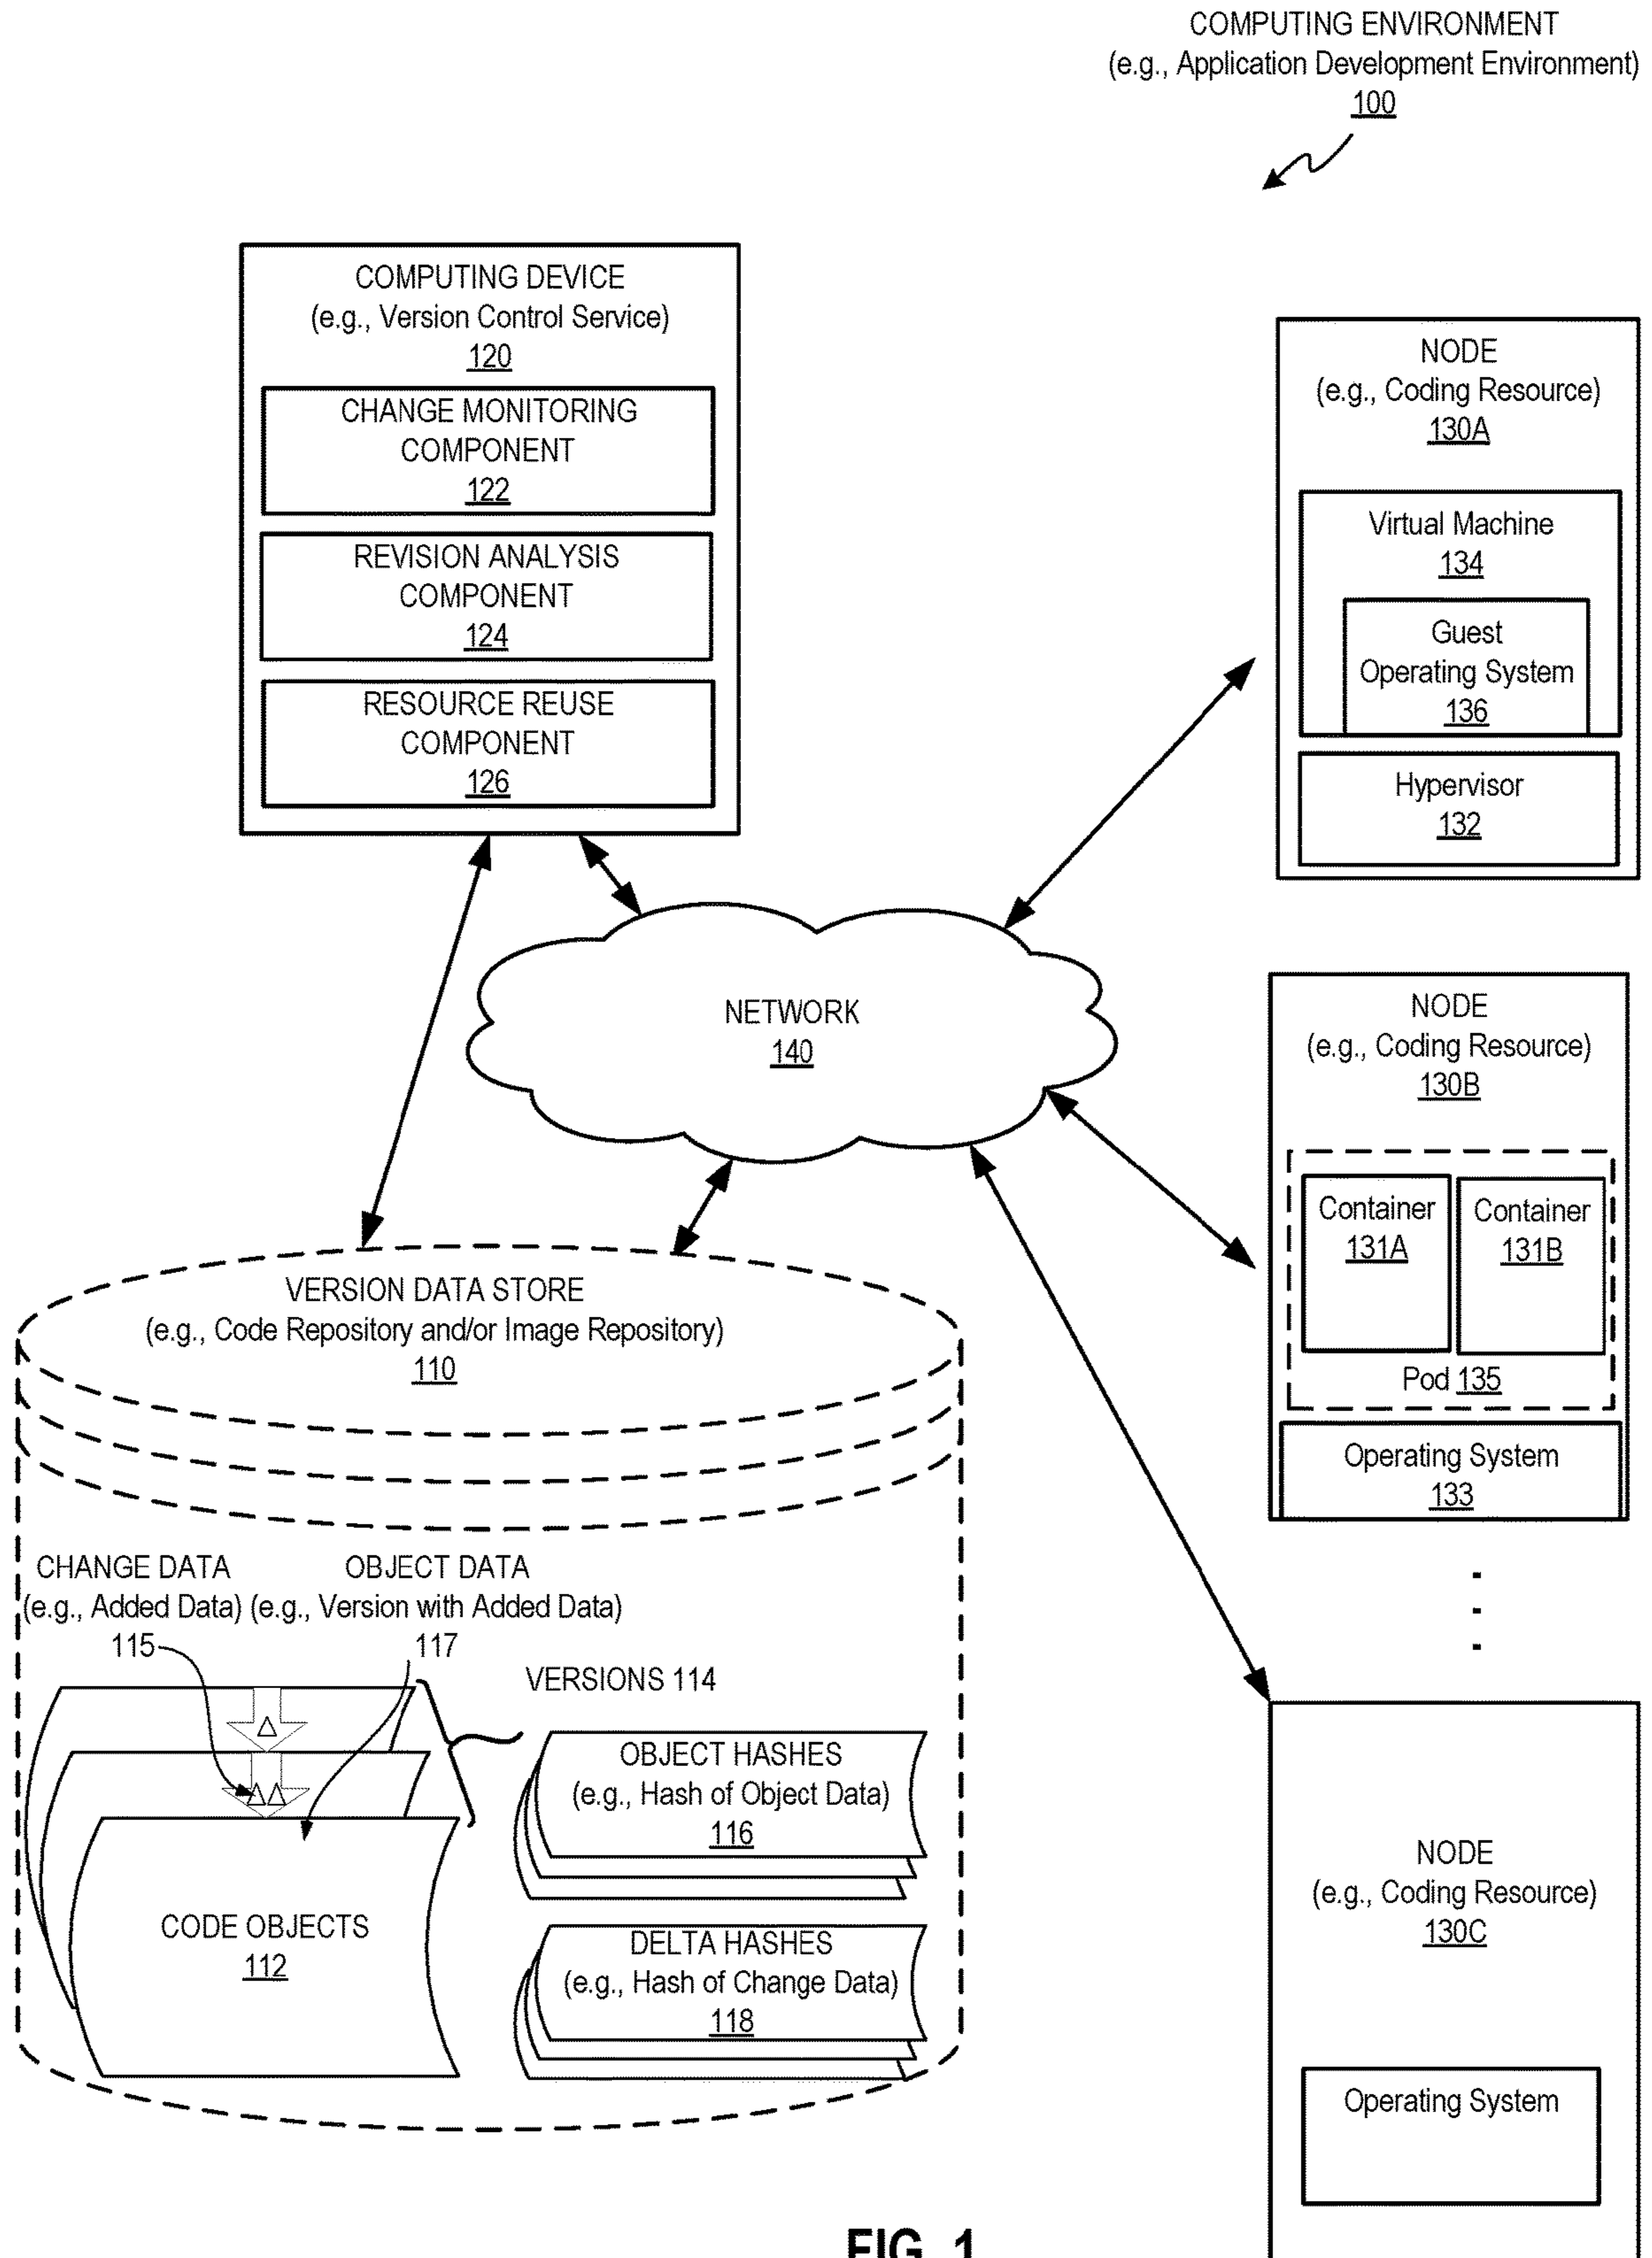 COMPUTING ENVIRONMENT
(e.g., Application Development Environment)
100
COMPUTING DEVICE
(e.g., Version Control Service)
120
CHANGE MONITORING
COMPONENT
122
REVISION ANALYSIS
COMPONENT
124
RESOURCE REUSE
COMPONENT
126
NODE
(e.g., Coding Resource)
130A
Virtual Machine
134
Guest
Operating System
136
Hypervisor
132
NETWORK
140
NODE
(e.g., Coding Resource)
130B
Container
131A
Container
131B
Pod 135
Operating System
133
VERSION DATA STORE
(e.g., Code Repository and/or Image Repository)
110
CHANGE DATA
(e.g., Added Data)
115
OBJECT DATA
(e.g., Version with Added Data)
117
VERSIONS 114
Δ
ΔΔ
CODE OBJECTS
112
OBJECT HASHES
(e.g., Hash of Object Data)
116
DELTA HASHES
(e.g., Hash of Change Data)
118
NODE
(e.g., Coding Resource)
130C
Operating System
FIG. 1